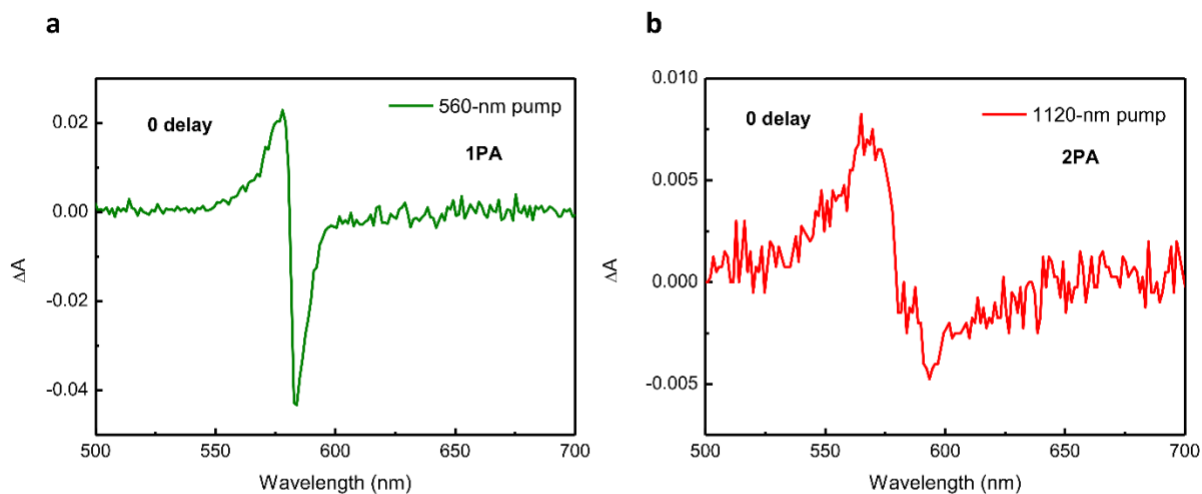 a
0 delay
560-nm pump
1PA
ΔA
0.02
0.00
-0.02
-0.04
500
550
600
650
700
Wavelength (nm)
b
0 delay
1120-nm pump
2PA
ΔA
0.010
0.005
0.000
-0.005
500
550
600
650
700
Wavelength (nm)